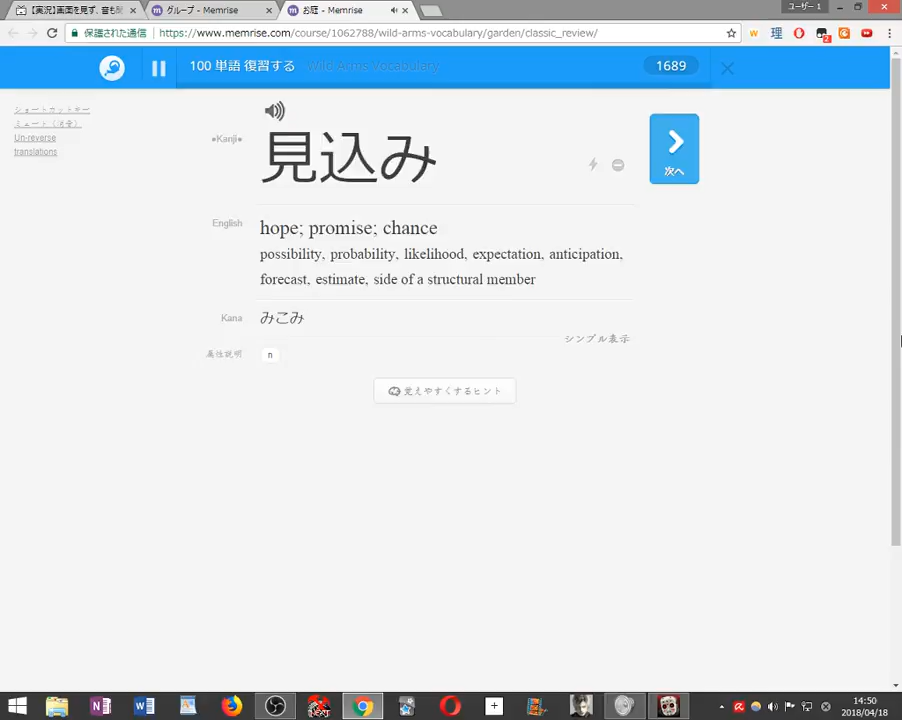 【実況】画面を見ず、音も
グループ - Memrise
お庭 - Memrise
ユーザー 1
保護された通信
https://www.memrise.com/course/1062788/wild-arms-vocabulary/garden/classic_review/
100 単語 復習する
Wild Arms Vocabulary
1689
ショートカットキー
ミュート（消音）
Un-reverse
translations
•Kanji•
見込み
次へ
English
hope; promise; chance
possibility, probability, likelihood, expectation, anticipation,
forecast, estimate, side of a structural member
Kana
みこみ
シンプル表示
属性説明
n
覚えやすくするヒント
14:50
2018/04/18